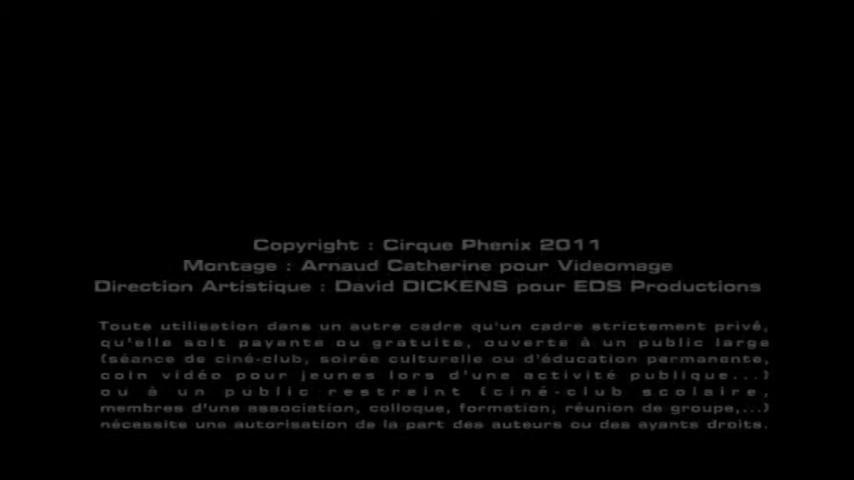 Copyright : Cirque Phenix 2011
Montage : Arnaud Catherine pour Videomage
Direction Artistique : David DICKENS pour EDS Productions
Toute utilisation dans un autre cadre qu'un cadre strictement privé,
qu'elle soit payante ou gratuite, ouverte à un public large
(séance de ciné-club, soirée culturelle ou d'éducation permanente,
coin vidéo pour jeunes lors d'une activité publique...)
ou à un public restreint (ciné-club scolaire,
membres d'une association, colloque, formation, réunion de groupe,...)
nécessite une autorisation de la part des auteurs ou des ayants droits.